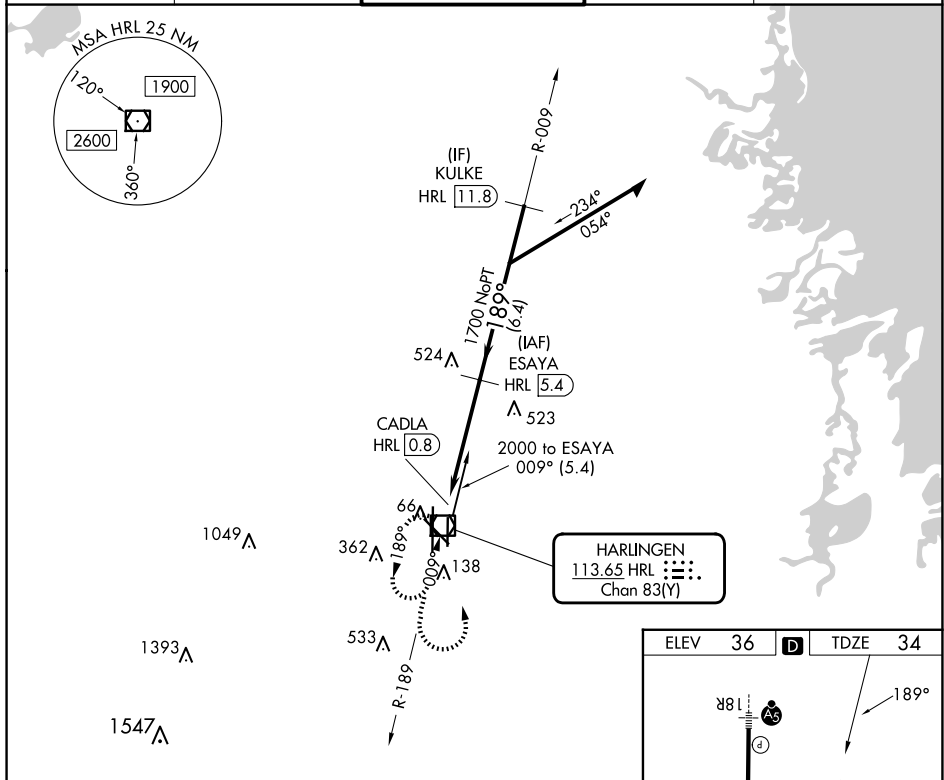 MSA HRL 25 NM
120°
1900
2600
360°
R-009
(IF)
KULKE
HRL 11.8
234°
054°
1700 NoPT
189°
(6.4)
(IAF)
ESAYA
HRL 5.4
524
523
CADLA
HRL 0.8
2000 to ESAYA
009° (5.4)
66
1049
362
189°
009°
138
HARLINGEN
113.65 HRL
Chan 83(Y)
533
1393
R-189
1547
ELEV 36 D TDZE 34
189°
18R
A5
P